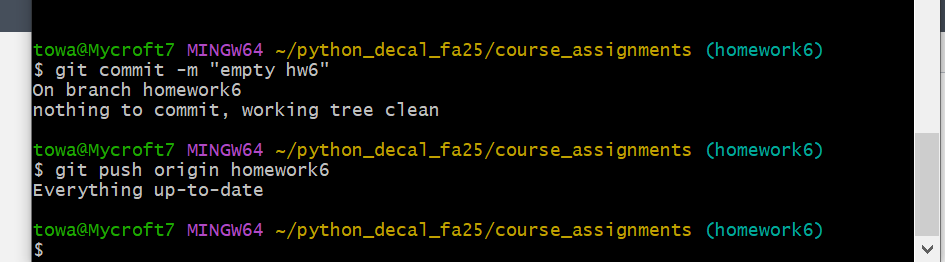 towa@Mycroft7 MINGW64 ~/python_decal_fa25/course_assignments (homework6)
$ git commit -m "empty hw6"
On branch homework6
nothing to commit, working tree clean
towa@Mycroft7 MINGW64 ~/python_decal_fa25/course_assignments (homework6)
$ git push origin homework6
Everything up-to-date
towa@Mycroft7 MINGW64 ~/python_decal_fa25/course_assignments (homework6)
$